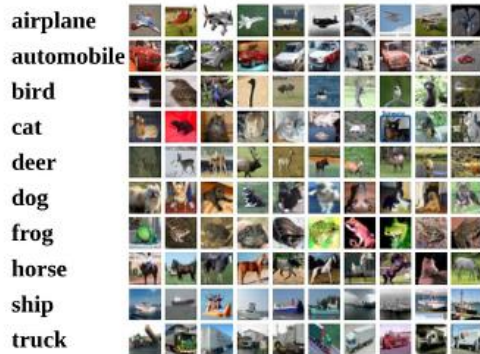 airplane
automobile
bird
cat
deer
dog
frog
horse
ship
truck